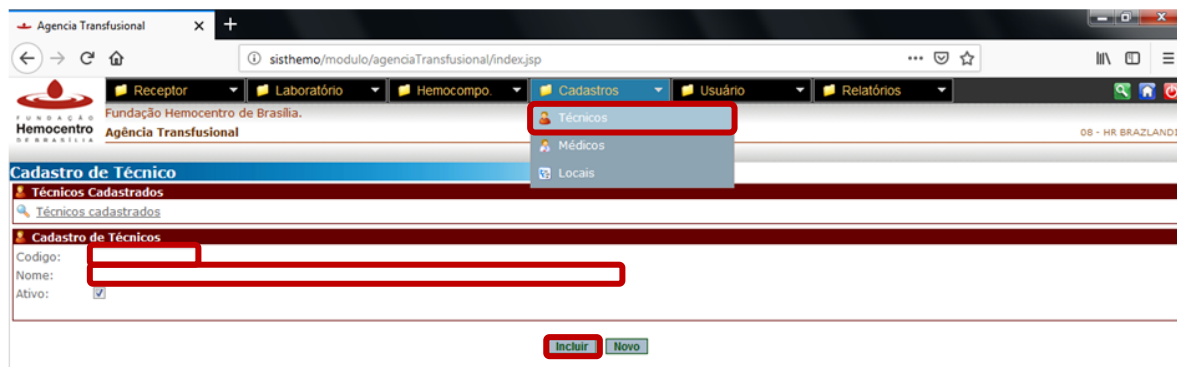 Agencia Transfusional
sisthemo/modulo/agenciaTransfusional/index.jsp
Receptor Laboratório Hemocompo. Cadastros Usuário Relatórios
FUNDAÇÃO
Hemocentro
DE BRASÍLIA
Fundação Hemocentro de Brasília.
Agência Transfusional
08 - HR BRAZLANDI
Técnicos
Médicos
Locais
Cadastro de Técnico
Técnicos Cadastrados
Técnicos cadastrados
Cadastro de Técnicos
Codigo:
Nome:
Ativo:
Incluir Novo